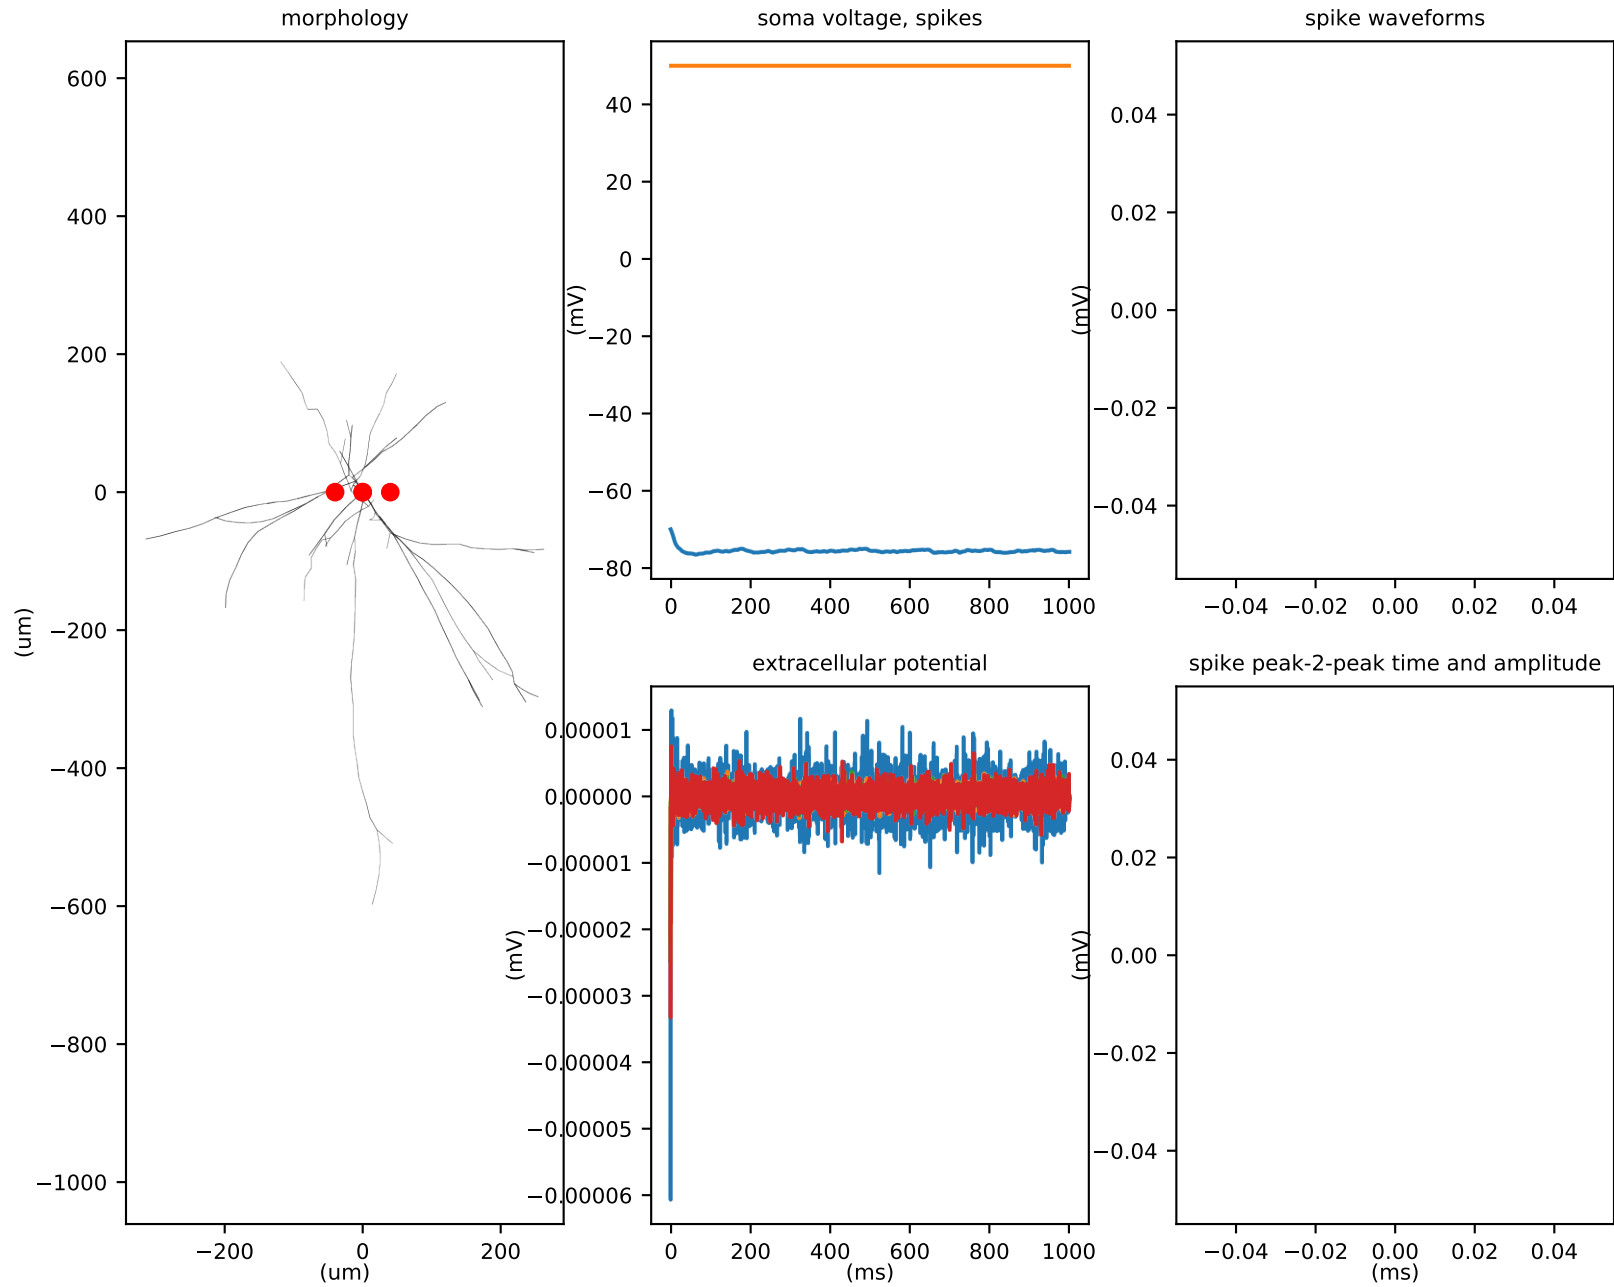 morphology
600
400
200
0
−200
−400
−600
−800
−1000
(um)
−200 0 200
(um)
soma voltage, spikes
40
20
0
−20
−40
−60
−80
(mV)
0 200 400 600 800 1000
spike waveforms
0.04
0.02
0.00
−0.02
−0.04
(mV)
−0.04 −0.02 0.00 0.02 0.04
extracellular potential
0.00001
0.00000
−0.00001
−0.00002
−0.00003
−0.00004
−0.00005
−0.00006
(mV)
0 200 400 600 800 1000
(ms)
spike peak-2-peak time and amplitude
0.04
0.02
0.00
−0.02
−0.04
(mV)
−0.04 −0.02 0.00 0.02 0.04
(ms)